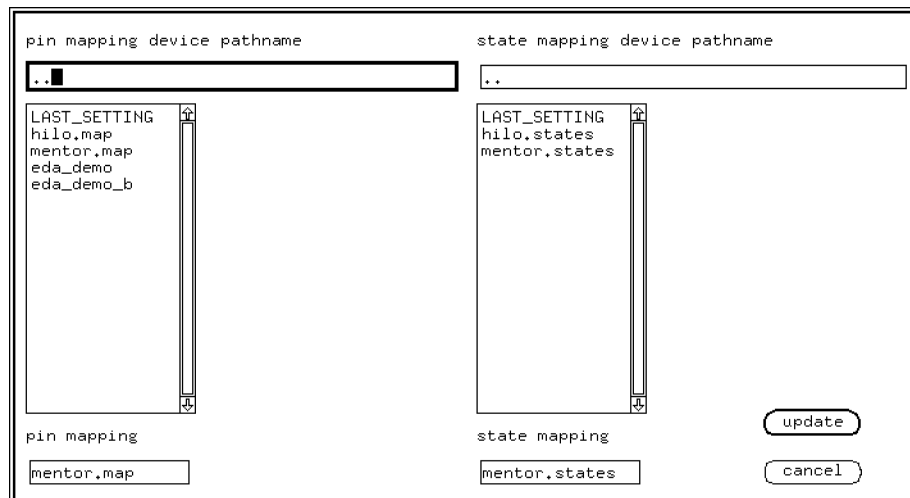 pin mapping device pathname
..
LAST_SETTING
hilo.map
mentor.map
eda_demo
eda_demo_b
pin mapping
mentor.map
state mapping device pathname
..
LAST_SETTING
hilo.states
mentor.states
state mapping
mentor.states
update
cancel